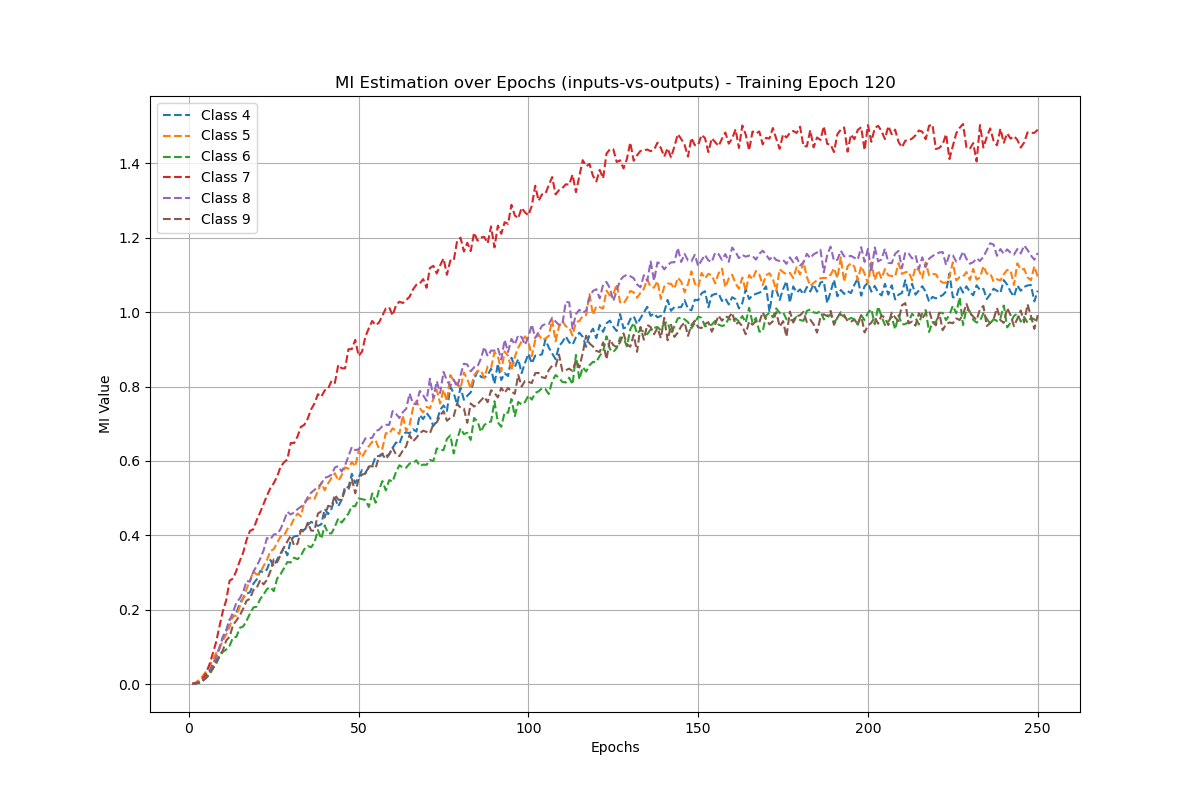 MI Estimation over Epochs (inputs-vs-outputs) - Training Epoch 120
Class 4
Class 5
Class 6
Class 7
Class 8
Class 9
MI Value
1.4
1.2
1.0
0.8
0.6
0.4
0.2
0.0
0
50
100
150
200
250
Epochs